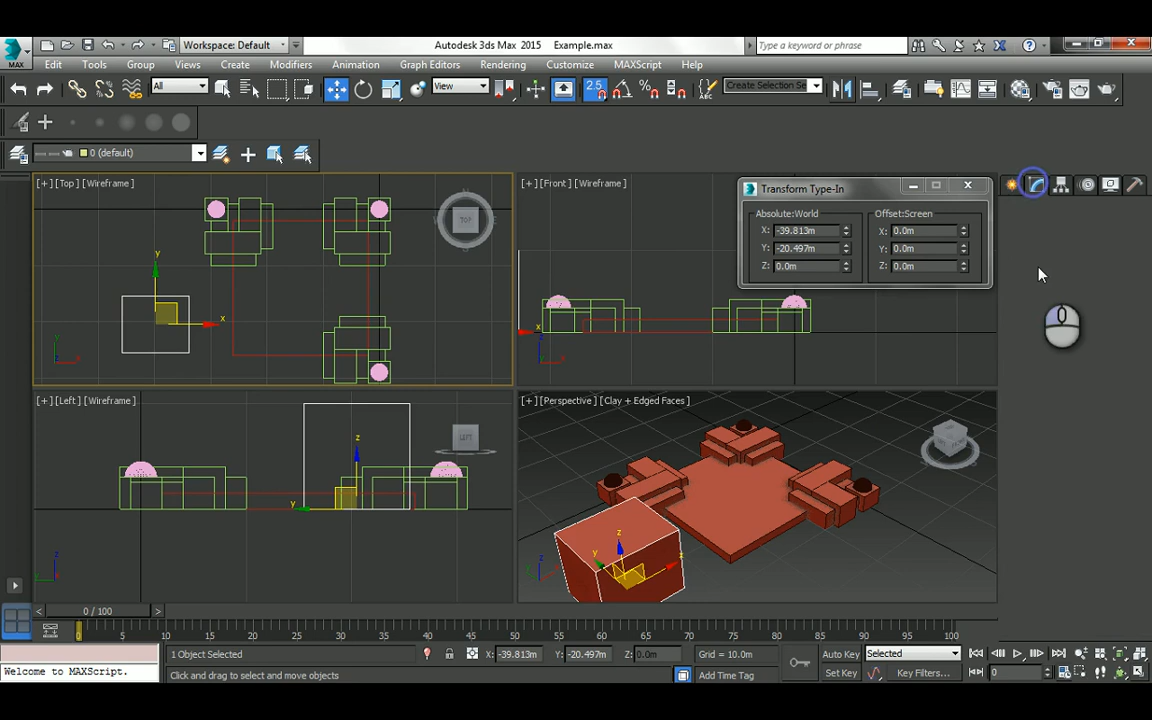 MAX
Workspace: Default
Autodesk 3ds Max 2015 Example.max
Type a keyword or phrase
Edit Tools Group Views Create Modifiers Animation Graph Editors Rendering Customize MAXScript Help
All
View
2.5
Create Selection Se
0 (default)
[+] [Top] [Wireframe]
[+] [Front] [Wireframe]
Transform Type-In
Absolute:World
Offset:Screen
X: -39.813m
X: 0.0m
Y: -20.497m
Y: 0.0m
Z: 0.0m
Z: 0.0m
TOP
y
x
x
[+] [Left] [Wireframe]
[+] [Perspective] [Clay + Edged Faces]
LEFT
z
y
z
y
0 / 100
0 5 10 15 20 25 30 35 40 45 50 55 60 65 70 75 80 85 90 95 100
1 Object Selected
X: -39.813m Y: -20.497m Z: 0.0m
Grid = 10.0m
Auto Key
Selected
Welcome to MAXScript.
Click and drag to select and move objects
Add Time Tag
Set Key
Key Filters...
0